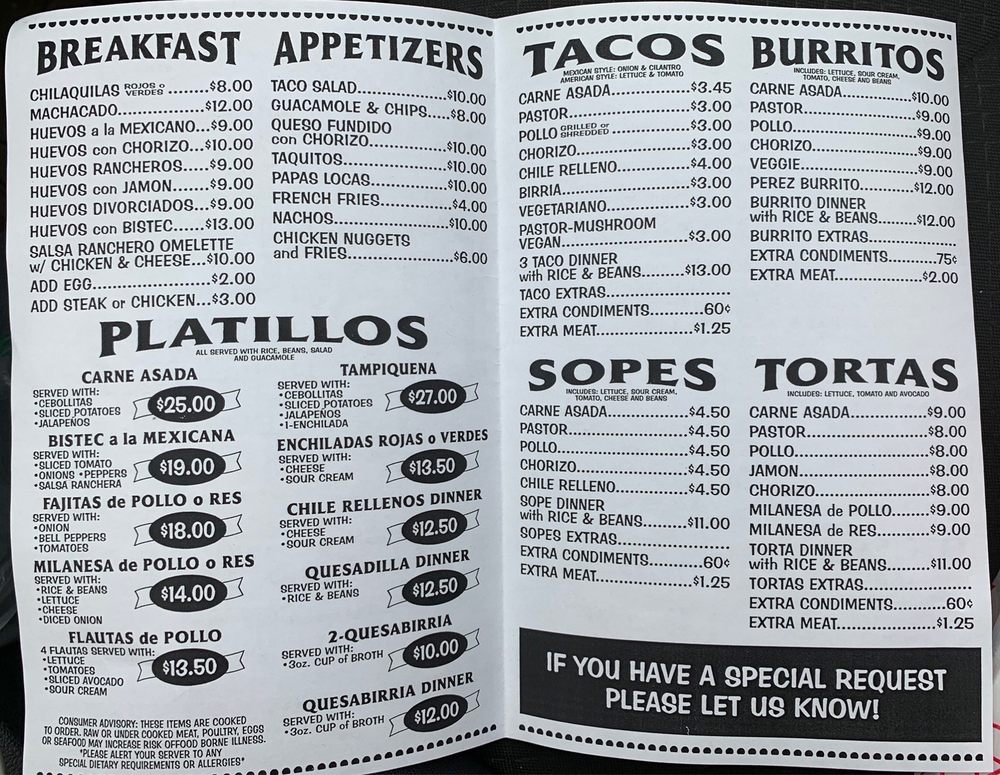 BREAKFAST
CHILAQUILAS ROJOS o VERDES...$8.00
MACHACADO...............$12.00
HUEVOS a la MEXICANO...$9.00
HUEVOS con CHORIZO...$10.00
HUEVOS RANCHEROS......$9.00
HUEVOS con JAMON......$9.00
HUEVOS DIVORCIADOS...$9.00
HUEVOS con BISTEC......$13.00
SALSA RANCHERO OMELETTE
w/ CHICKEN & CHEESE...$10.00
ADD EGG.....................$2.00
ADD STEAK or CHICKEN...$3.00
APPETIZERS
TACO SALAD...............$10.00
GUACAMOLE & CHIPS....$8.00
QUESO FUNDIDO
con CHORIZO..............$10.00
TAQUITOS..................$10.00
PAPAS LOCAS.............$10.00
FRENCH FRIES.............$4.00
NACHOS....................$10.00
CHICKEN NUGGETS
and FRIES..................$6.00
PLATILLOS
ALL SERVED WITH RICE, BEANS, SALAD
AND GUACAMOLE
CARNE ASADA
SERVED WITH:
•CEBOLLITAS
•SLICED POTATOES
•JALAPEÑOS
$25.00
BISTEC a la MEXICANA
SERVED WITH:
•SLICED TOMATO
•ONIONS •PEPPERS
•SALSA RANCHERA
$19.00
FAJITAS de POLLO o RES
SERVED WITH:
•ONION
•BELL PEPPERS
•TOMATOES
$18.00
MILANESA de POLLO o RES
SERVED WITH:
•RICE & BEANS
•LETTUCE
•CHEESE
•DICED ONION
$14.00
FLAUTAS de POLLO
4 FLAUTAS SERVED WITH:
•LETTUCE
•TOMATOES
•SLICED AVOCADO
•SOUR CREAM
$13.50
TAMPIQUENA
SERVED WITH:
•CEBOLLITAS
•SLICED POTATOES
•JALAPEÑOS
•1-ENCHILADA
$27.00
ENCHILADAS ROJAS o VERDES
SERVED WITH:
•CHEESE
•SOUR CREAM
$13.50
CHILE RELLENOS DINNER
SERVED WITH:
•CHEESE
•SOUR CREAM
$12.50
QUESADILLA DINNER
SERVED WITH:
•RICE & BEANS
$12.50
2-QUESABIRRIA
SERVED WITH:
•3oz. CUP of BROTH
$10.00
QUESABIRRIA DINNER
SERVED WITH:
•3oz. CUP of BROTH
$12.00
CONSUMER ADVISORY: THESE ITEMS ARE COOKED
TO ORDER. RAW OR UNDER COOKED MEAT, POULTRY, EGGS
OR SEAFOOD MAY INCREASE RISK OFFOOD BORNE ILLNESS.
*PLEASE ALERT YOUR SERVER TO ANY
SPECIAL DIETARY REQUIREMENTS OR ALLERGIES*
TACOS
MEXICAN STYLE: ONION & CILANTRO
AMERICAN STYLE: LETTUCE & TOMATO
CARNE ASADA.............$3.45
PASTOR......................$3.00
POLLO GRILLED or SHREDDED...........$3.00
CHORIZO....................$3.00
CHILE RELLENO...........$4.00
BIRRIA.......................$3.00
VEGETARIANO.............$3.00
PASTOR-MUSHROOM
VEGAN.......................$3.00
3 TACO DINNER
with RICE & BEANS........$13.00
TACO EXTRAS...................
EXTRA CONDIMENTS........60¢
EXTRA MEAT................$1.25
BURRITOS
INCLUDES: LETTUCE, SOUR CREAM,
TOMATO, CHEESE AND BEANS
CARNE ASADA.............$10.00
PASTOR......................$9.00
POLLO........................$9.00
CHORIZO....................$9.00
VEGGIE......................$9.00
PEREZ BURRITO..........$12.00
BURRITO DINNER
with RICE & BEANS.......$12.00
BURRITO EXTRAS..............
EXTRA CONDIMENTS........75¢
EXTRA MEAT...............$2.00
SOPES
INCLUDES: LETTUCE, SOUR CREAM,
TOMATO, CHEESE AND BEANS
CARNE ASADA.............$4.50
PASTOR......................$4.50
POLLO........................$4.50
CHORIZO....................$4.50
CHILE RELLENO...........$4.50
SOPE DINNER
with RICE & BEANS........$11.00
SOPES EXTRAS..................
EXTRA CONDIMENTS........60¢
EXTRA MEAT................$1.25
TORTAS
INCLUDES: LETTUCE, TOMATO AND AVOCADO
CARNE ASADA.............$9.00
PASTOR......................$8.00
POLLO........................$8.00
JAMON.......................$8.00
CHORIZO....................$8.00
MILANESA de POLLO......$9.00
MILANESA de RES.........$9.00
TORTA DINNER
with RICE & BEANS.......$11.00
TORTAS EXTRAS................
EXTRA CONDIMENTS........60¢
EXTRA MEAT...............$1.25
IF YOU HAVE A SPECIAL REQUEST
PLEASE LET US KNOW!